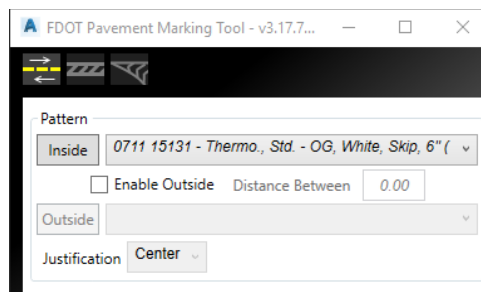 FDOT Pavement Marking Tool - v3.17.7...
Pattern
Inside 0711 15131 - Thermo., Std. - OG, White, Skip, 6" (
Enable Outside Distance Between 0.00
Outside
Justification Center